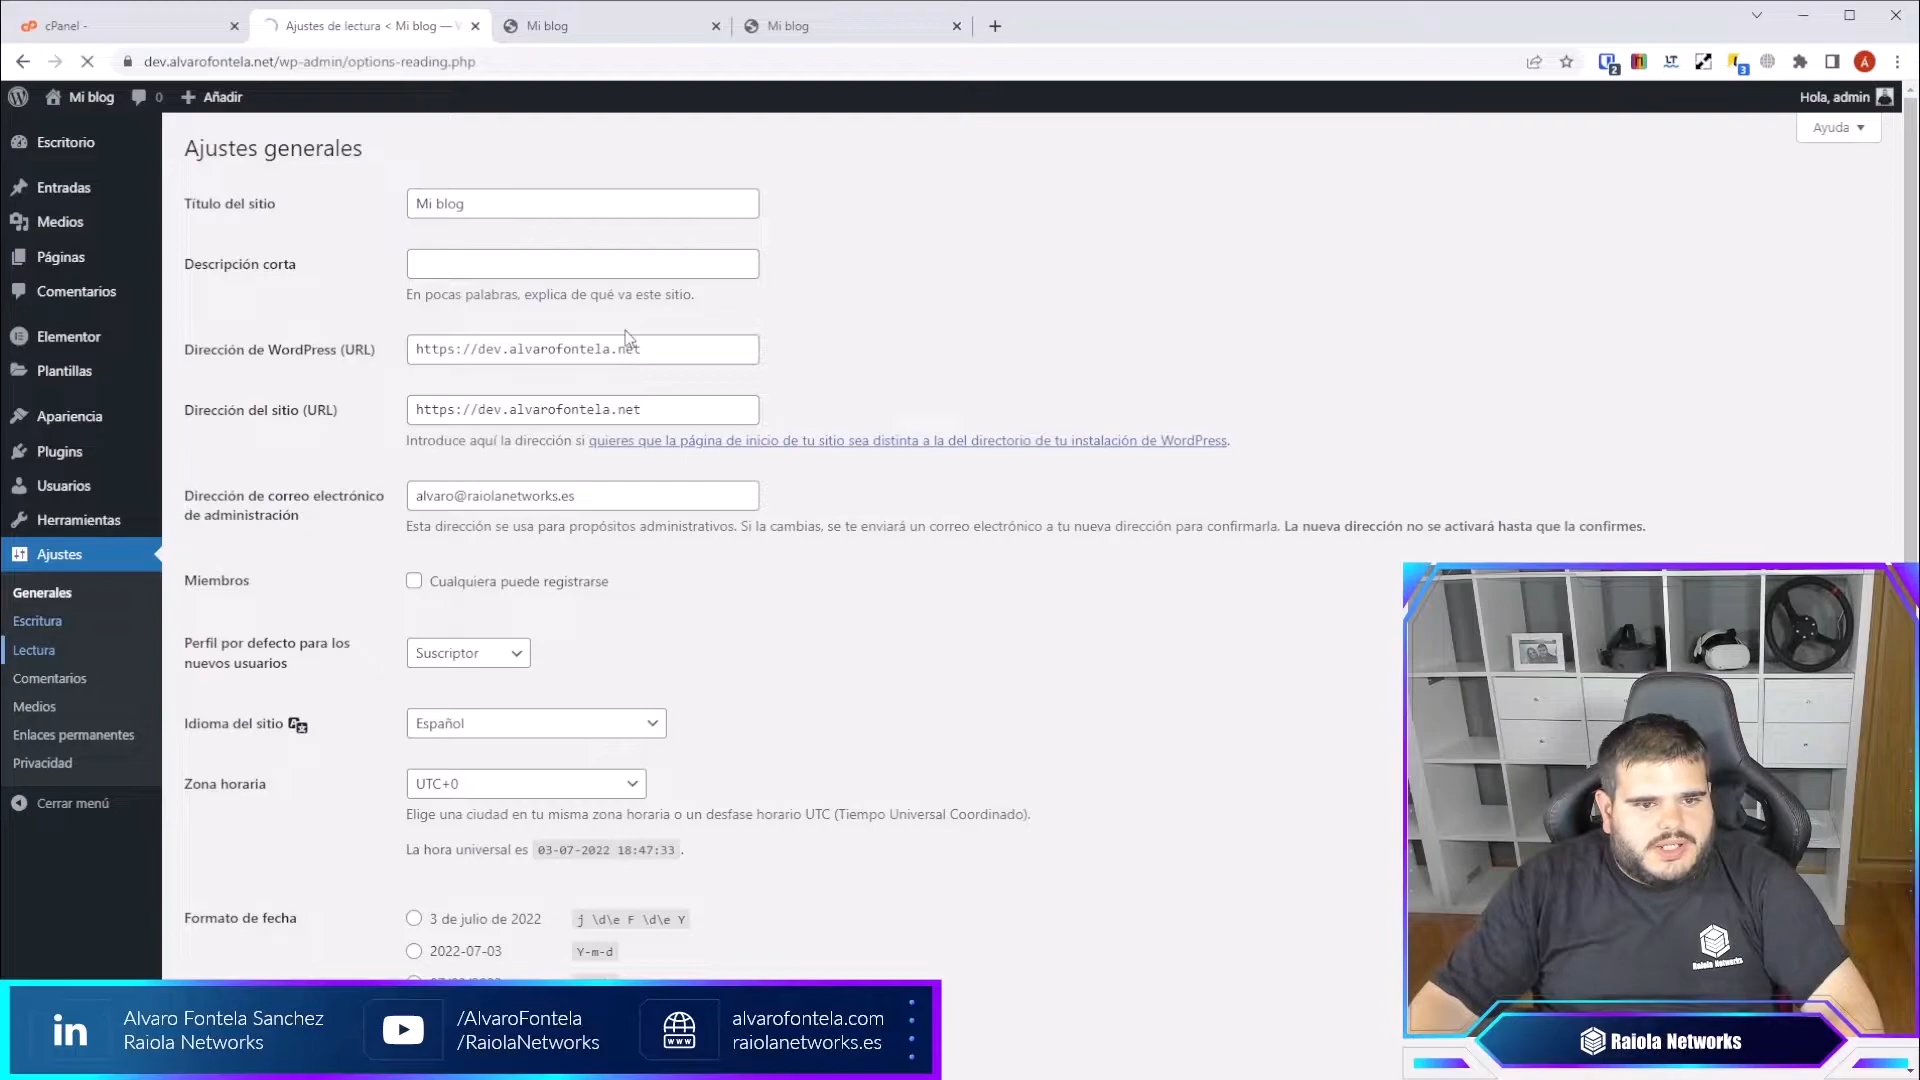 cPanel -
Ajustes de lectura < Mi blog — W
Mi blog
Mi blog
dev.alvarofontela.net/wp-admin/options-reading.php
Mi blog
0
Añadir
Hola, admin
Ayuda
Escritorio
Entradas
Medios
Páginas
Comentarios
Elementor
Plantillas
Apariencia
Plugins
Usuarios
Herramientas
Ajustes
Generales
Escritura
Lectura
Comentarios
Medios
Enlaces permanentes
Privacidad
Cerrar menú
Ajustes generales
Título del sitio
Mi blog
Descripción corta
En pocas palabras, explica de qué va este sitio.
Dirección de WordPress (URL)
https://dev.alvarofontela.net
Dirección del sitio (URL)
https://dev.alvarofontela.net
Introduce aquí la dirección si quieres que la página de inicio de tu sitio sea distinta a la del directorio de tu instalación de WordPress.
Dirección de correo electrónico
de administración
alvaro@raiolanetworks.es
Esta dirección se usa para propósitos administrativos. Si la cambias, se te enviará un correo electrónico a tu nueva dirección para confirmarla. La nueva dirección no se activará hasta que la confirmes.
Miembros
Cualquiera puede registrarse
Perfil por defecto para los
nuevos usuarios
Suscriptor
Idioma del sitio
Español
Zona horaria
UTC+0
Elige una ciudad en tu misma zona horaria o un desfase horario UTC (Tiempo Universal Coordinado).
La hora universal es 03-07-2022 18:47:33.
Formato de fecha
3 de julio de 2022
j \d\e F \d\e Y
2022-07-03
Y-m-d
in
Alvaro Fontela Sanchez
Raiola Networks
/AlvaroFontela
/RaiolaNetworks
www
alvarofontela.com
raiolanetworks.es
Raiola Networks
Raiola Networks